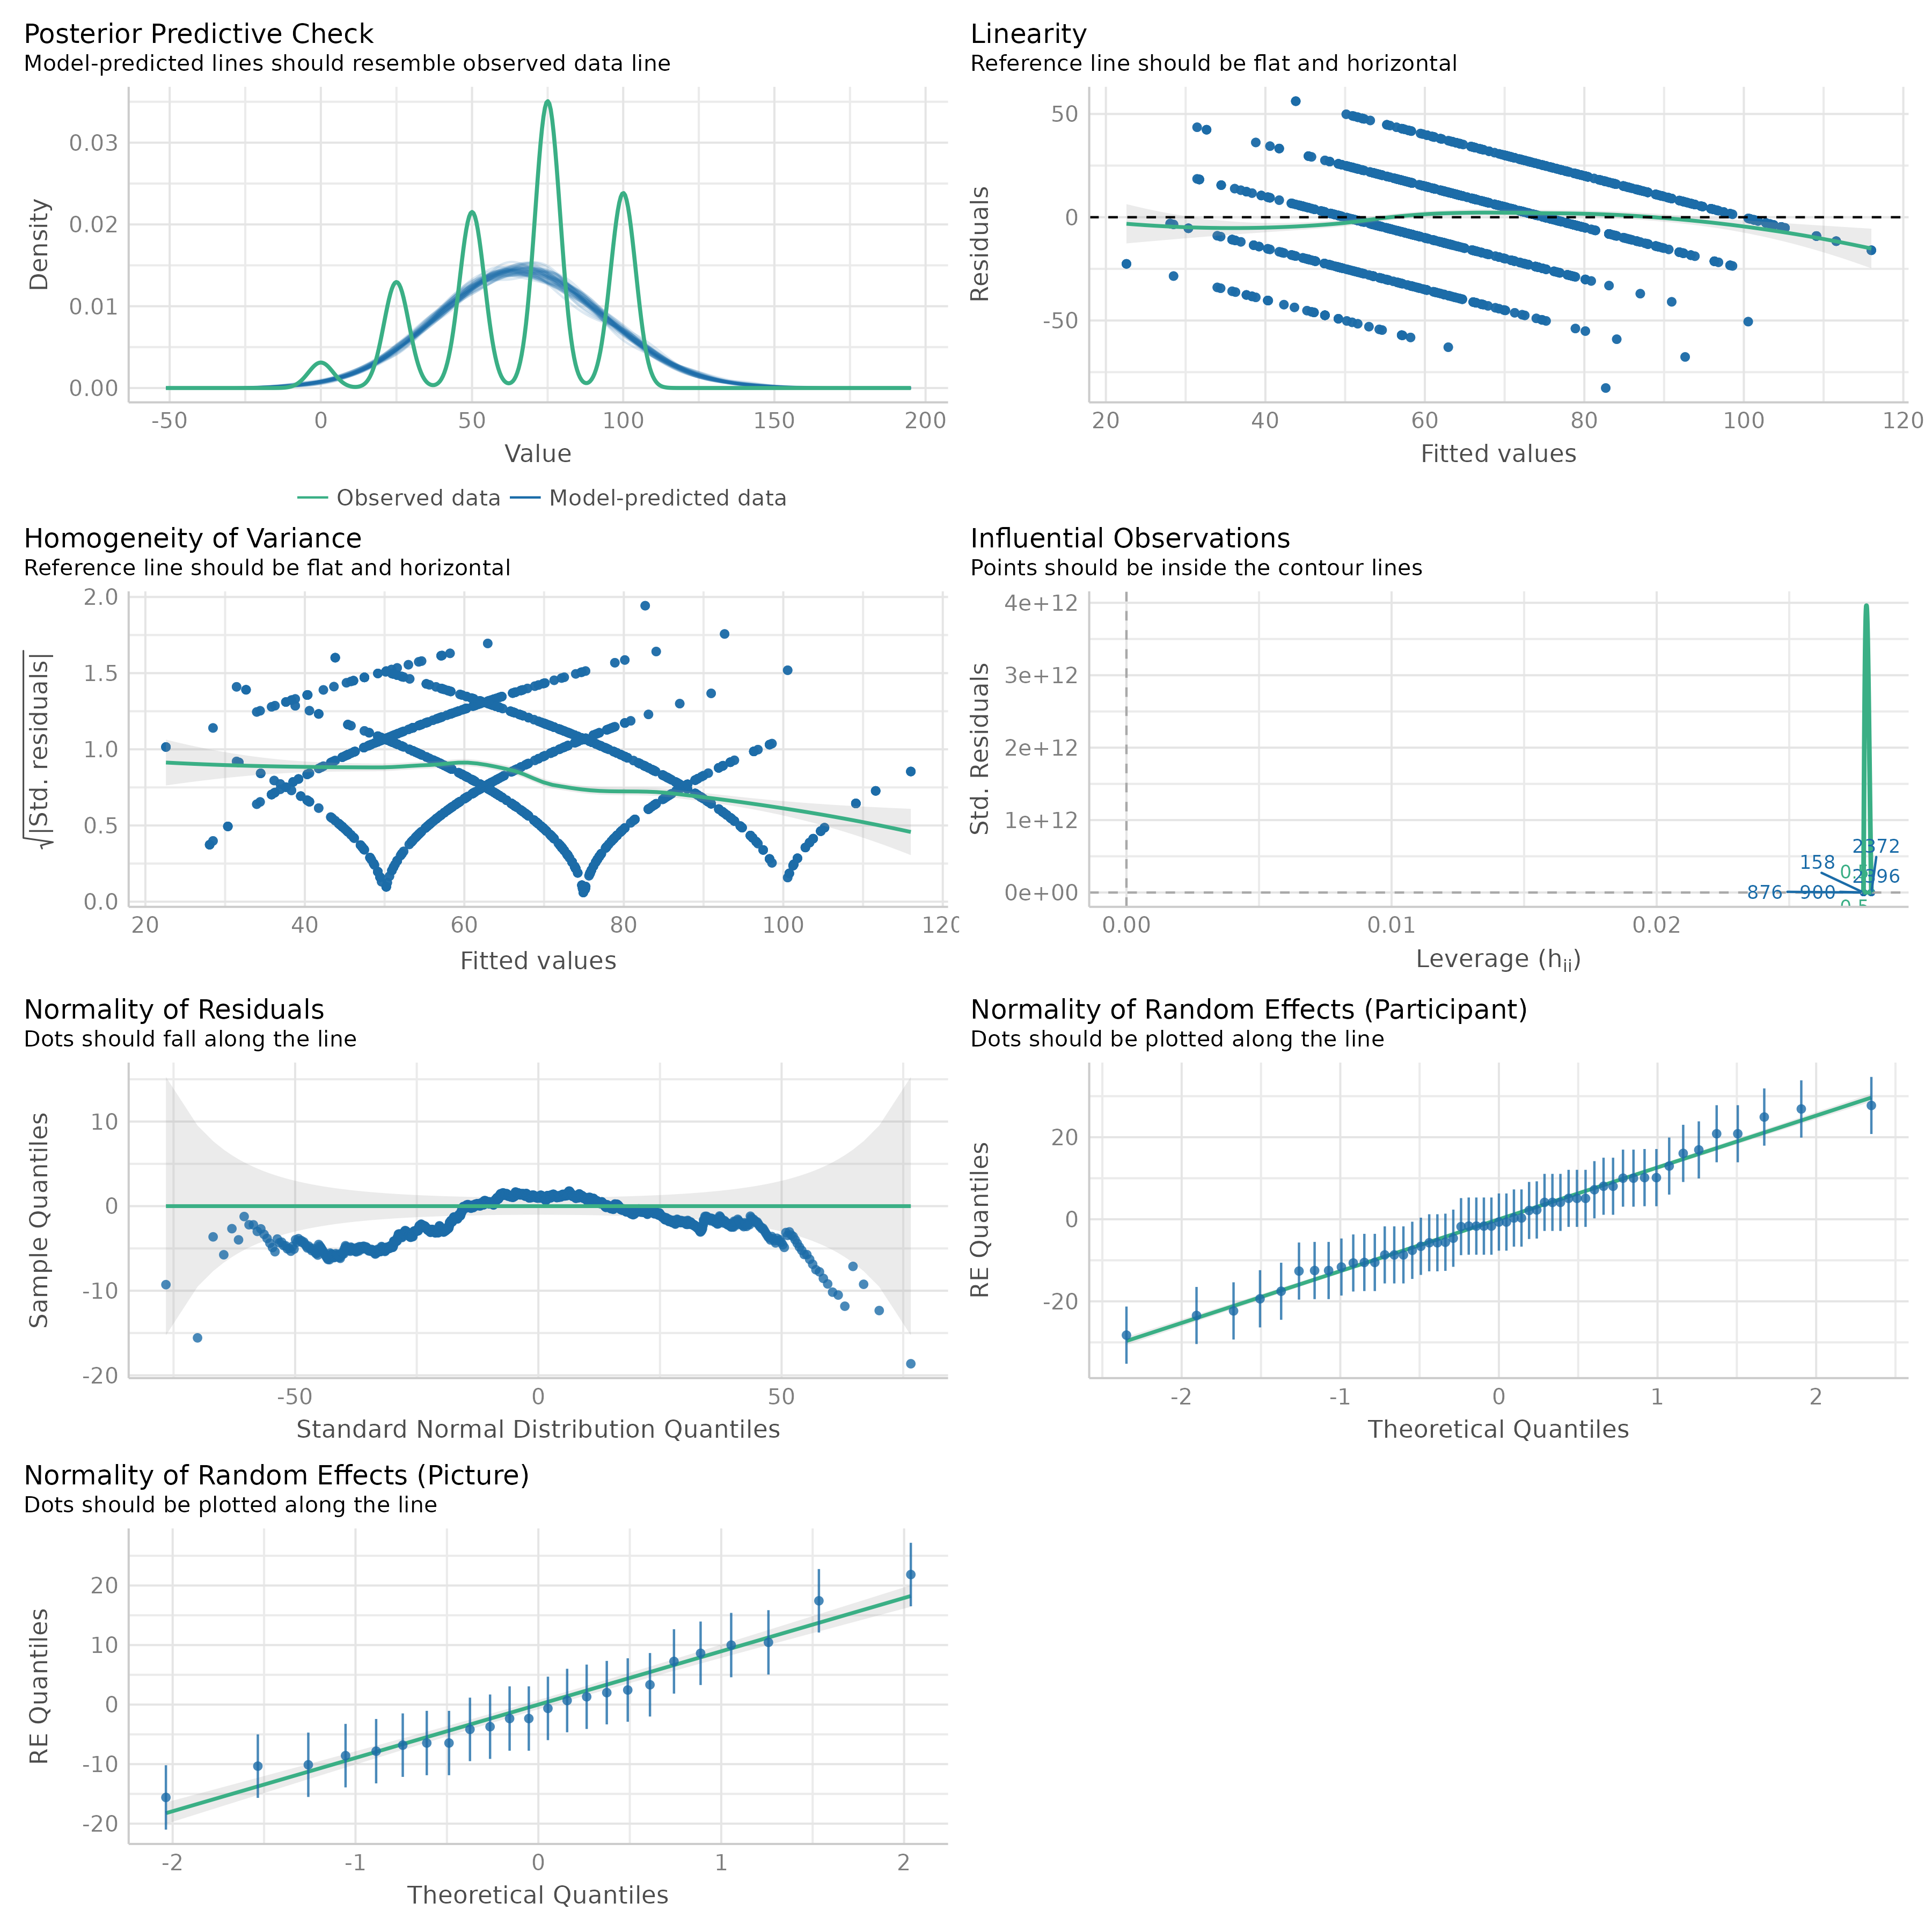 Posterior Predictive Check
Model-predicted lines should resemble observed data line
Density
0.03
0.02
0.01
0.00
-50 0 50 100 150 200
Value
Observed data Model-predicted data
Linearity
Reference line should be flat and horizontal
Residuals
50
0
-50
20 40 60 80 100 120
Fitted values
Homogeneity of Variance
Reference line should be flat and horizontal
√|Std. residuals|
2.0
1.5
1.0
0.5
0.0
20 40 60 80 100
Fitted values
Influential Observations
Points should be inside the contour lines
Std. Residuals
4e+12
3e+12
2e+12
1e+12
0e+00
2372
158
2396
876 900
0.00 0.01 0.02
Leverage (hii)
Normality of Residuals
Dots should fall along the line
Sample Quantiles
10
0
-10
-20
-50 0 50
Standard Normal Distribution Quantiles
Normality of Random Effects (Participant)
Dots should be plotted along the line
RE Quantiles
20
0
-20
-2 -1 0 1 2
Theoretical Quantiles
Normality of Random Effects (Picture)
Dots should be plotted along the line
RE Quantiles
20
10
0
-10
-20
-2 -1 0 1 2
Theoretical Quantiles